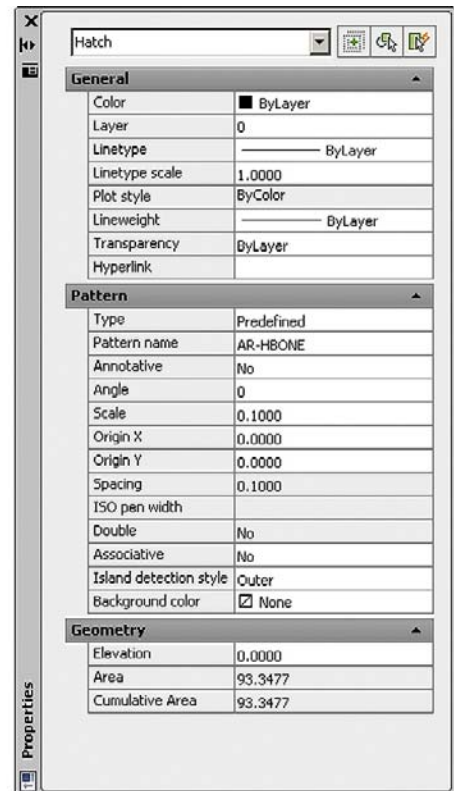 Hatch
General
Color ByLayer
Layer 0
Linetype ByLayer
Linetype scale 1.0000
Plot style ByColor
Lineweight ByLayer
Transparency ByLayer
Hyperlink
Pattern
Type Predefined
Pattern name AR-HBONE
Annotative No
Angle 0
Scale 0.1000
Origin X 0.0000
Origin Y 0.0000
Spacing 0.1000
ISO pen width
Double No
Associative No
Island detection style Outer
Background color None
Geometry
Elevation 0.0000
Area 93.3477
Cumulative Area 93.3477
Properties